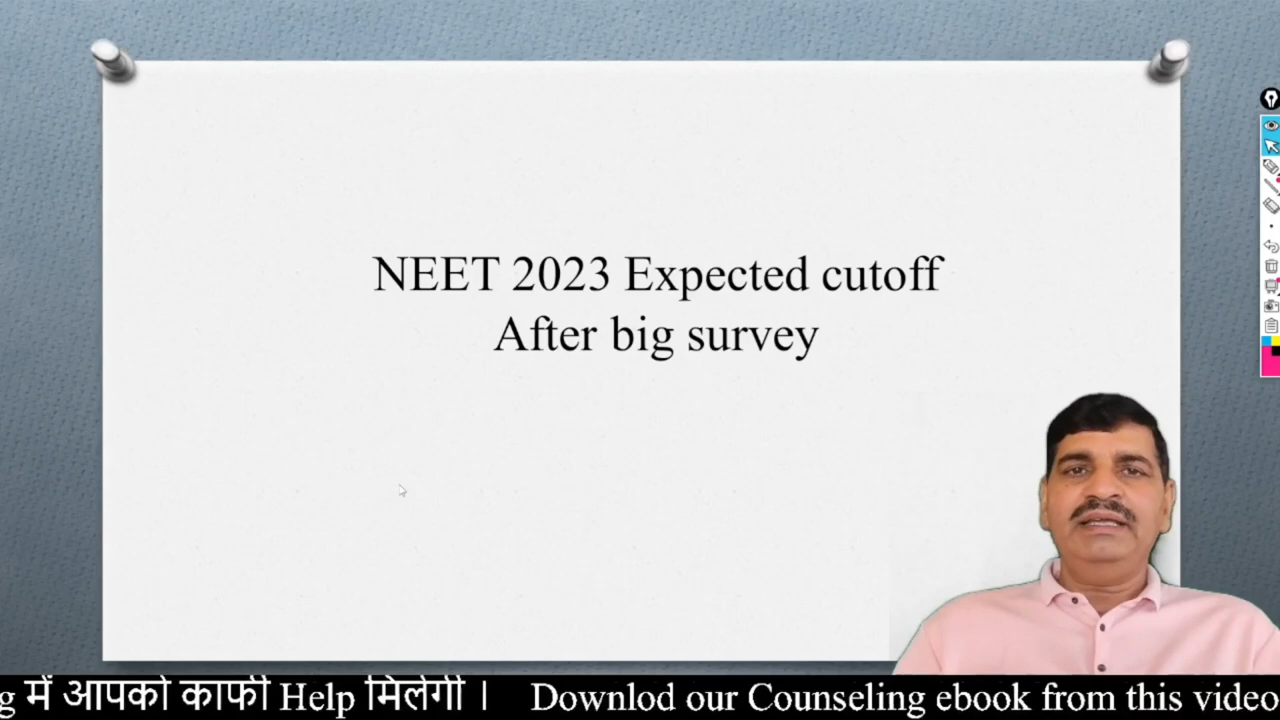 NEET 2023 Expected cutoff
After big survey
g में आपको काफी Help मिलेगी । Downlod our Counseling ebook from this video